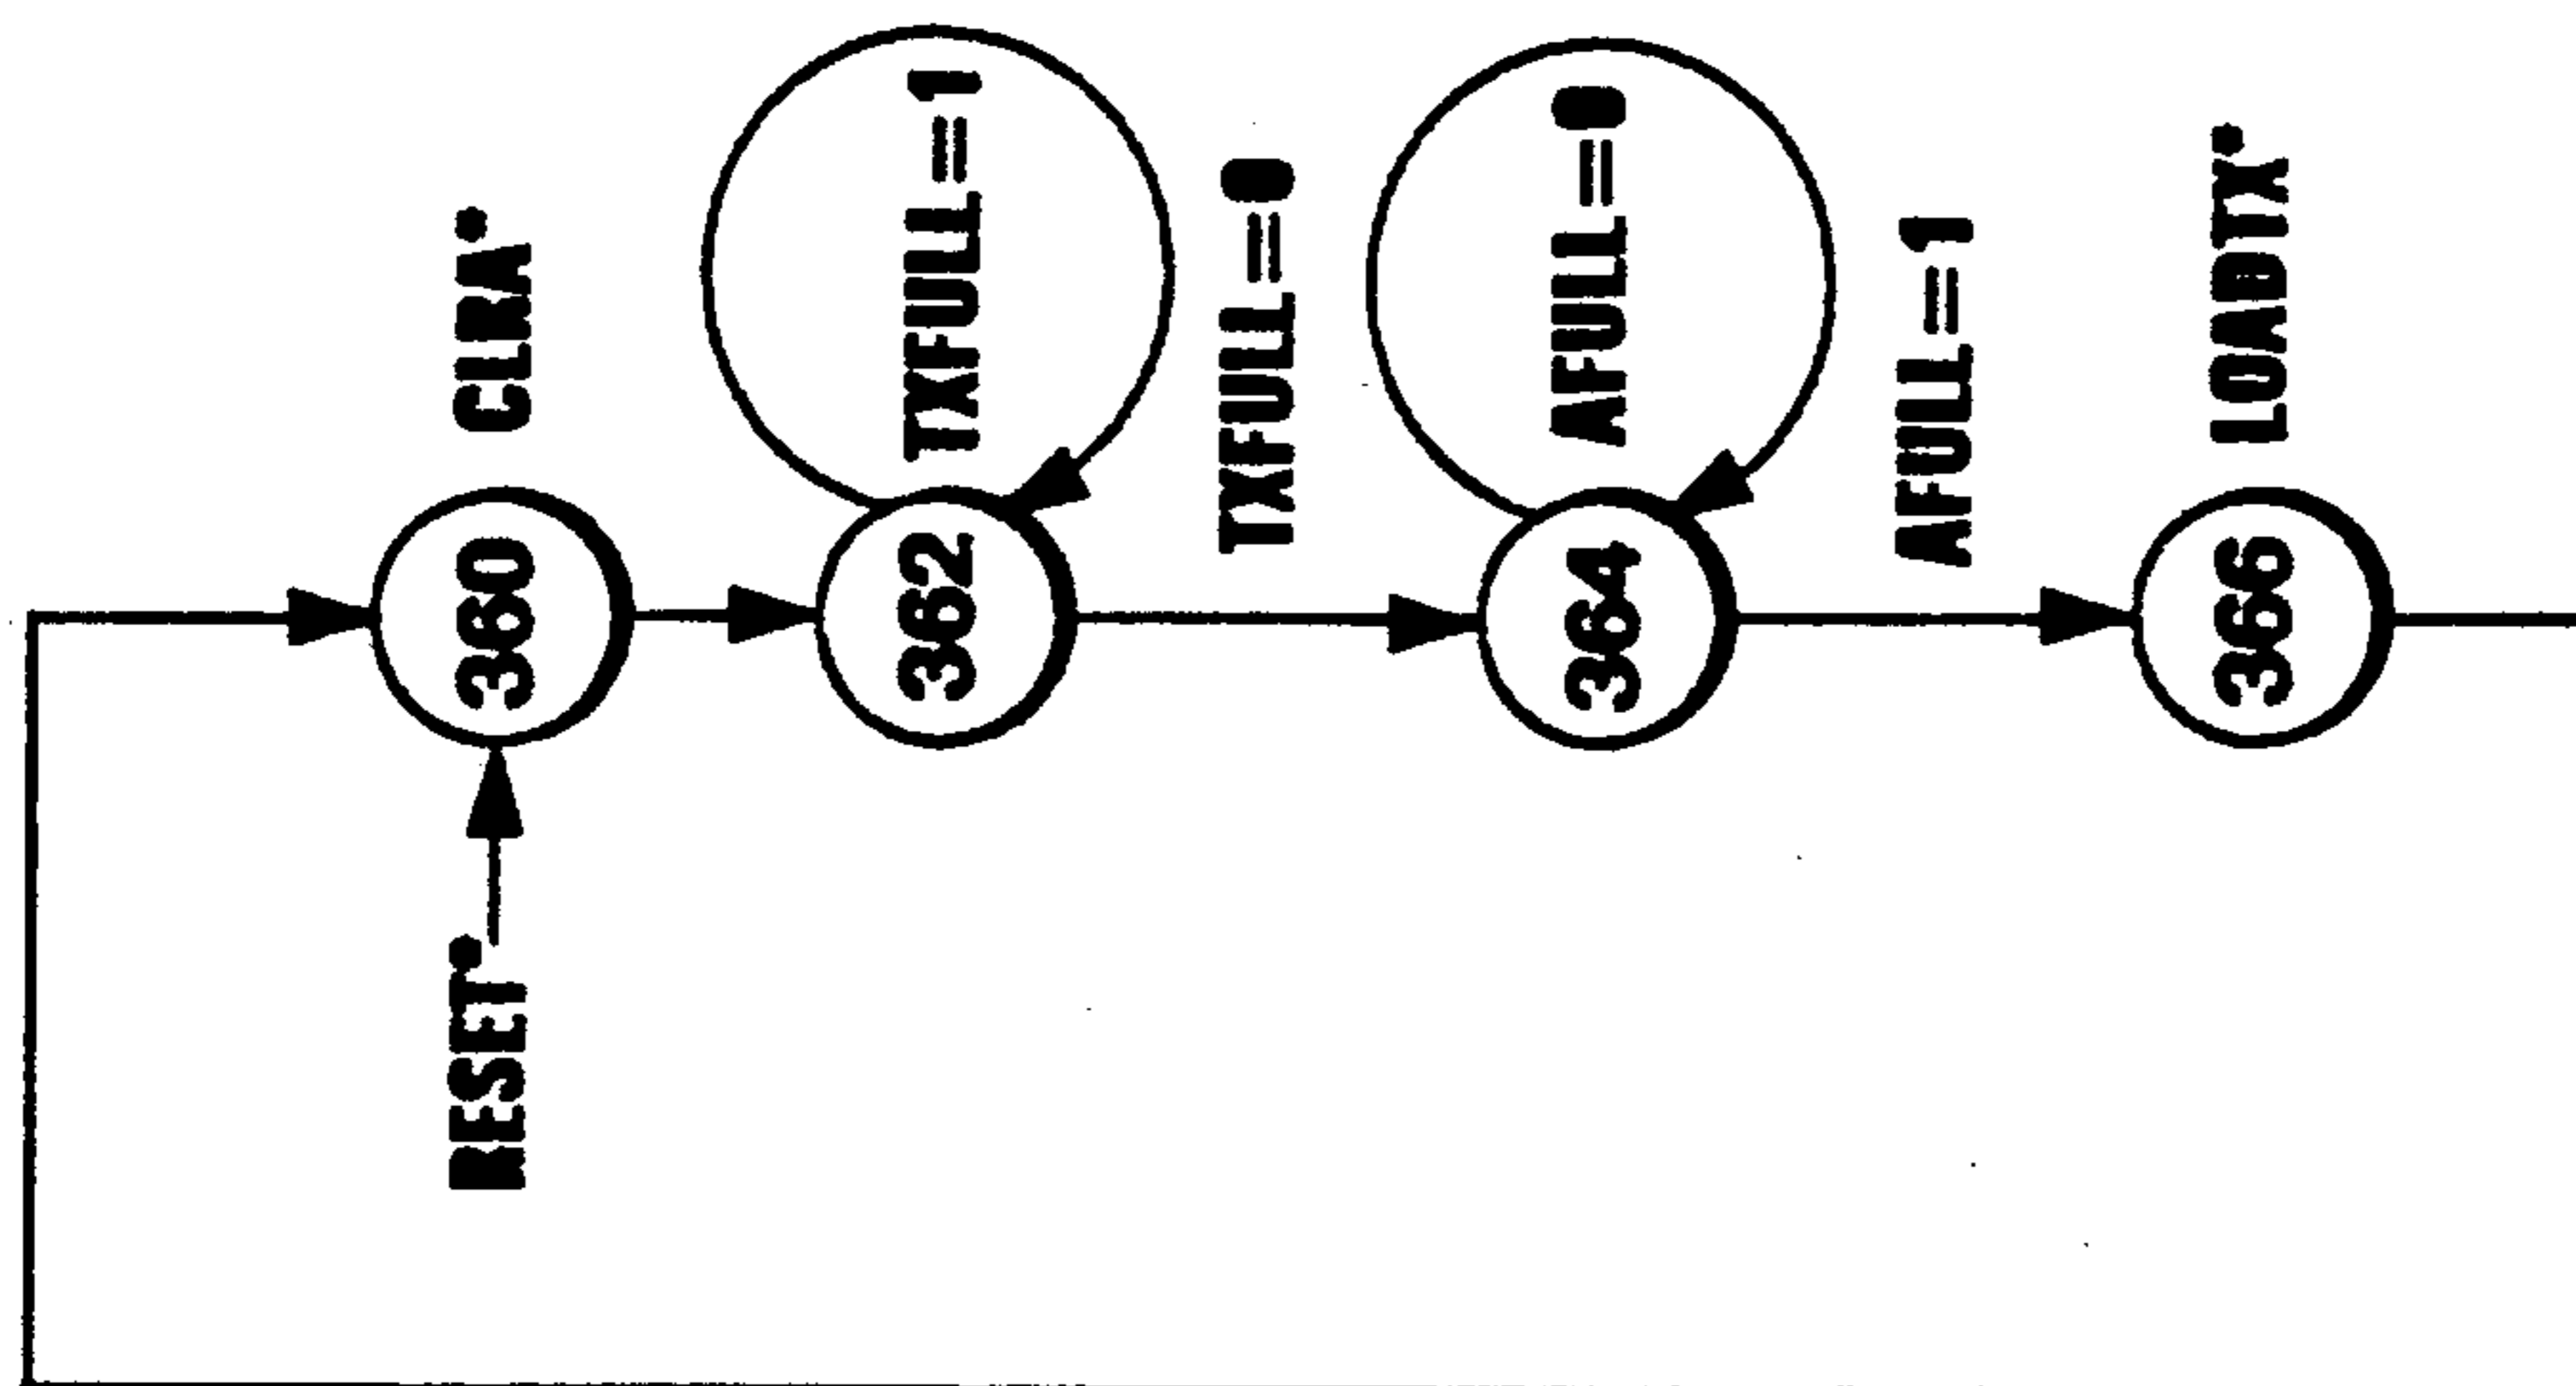 RESET*
360
CLRA*
362
TXFULL=1
TXFULL=0
364
AFULL=0
AFULL=1
366
LOADTX*